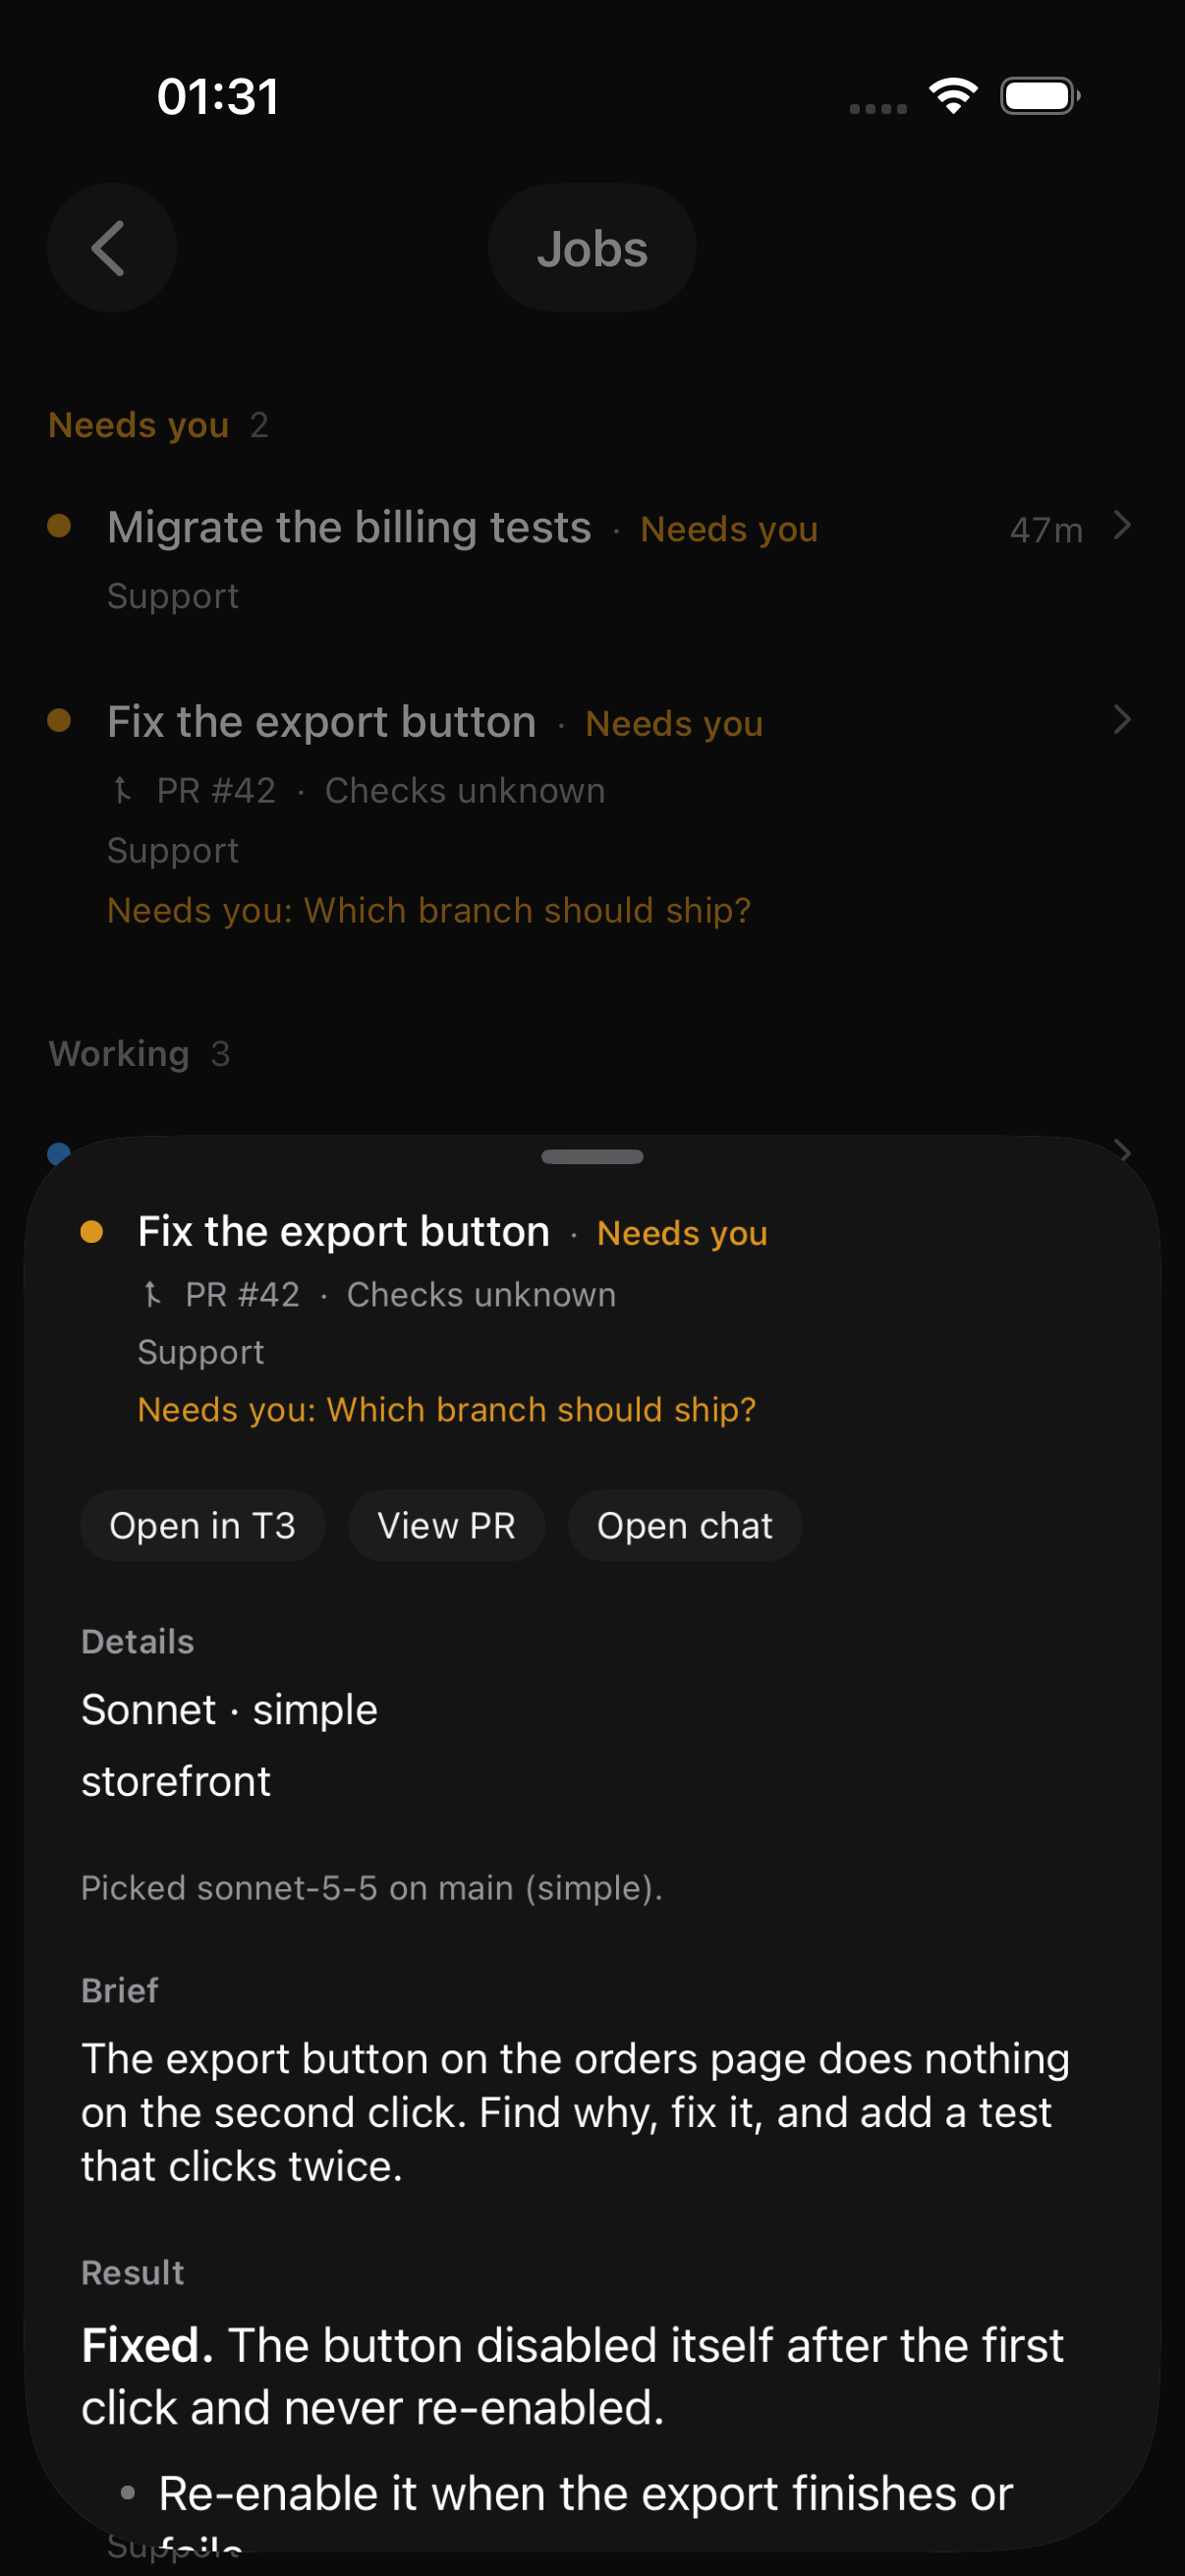 01:31
Jobs
Needs you 2
Migrate the billing tests · Needs you 47m
Support
Fix the export button · Needs you
PR #42 · Checks unknown
Support
Needs you: Which branch should ship?
Working 3
Fix the export button · Needs you
PR #42 · Checks unknown
Support
Needs you: Which branch should ship?
Open in T3 View PR Open chat
Details
Sonnet · simple
storefront
Picked sonnet-5-5 on main (simple).
Brief
The export button on the orders page does nothing
on the second click. Find why, fix it, and add a test
that clicks twice.
Result
Fixed. The button disabled itself after the first
click and never re-enabled.
• Re-enable it when the export finishes or